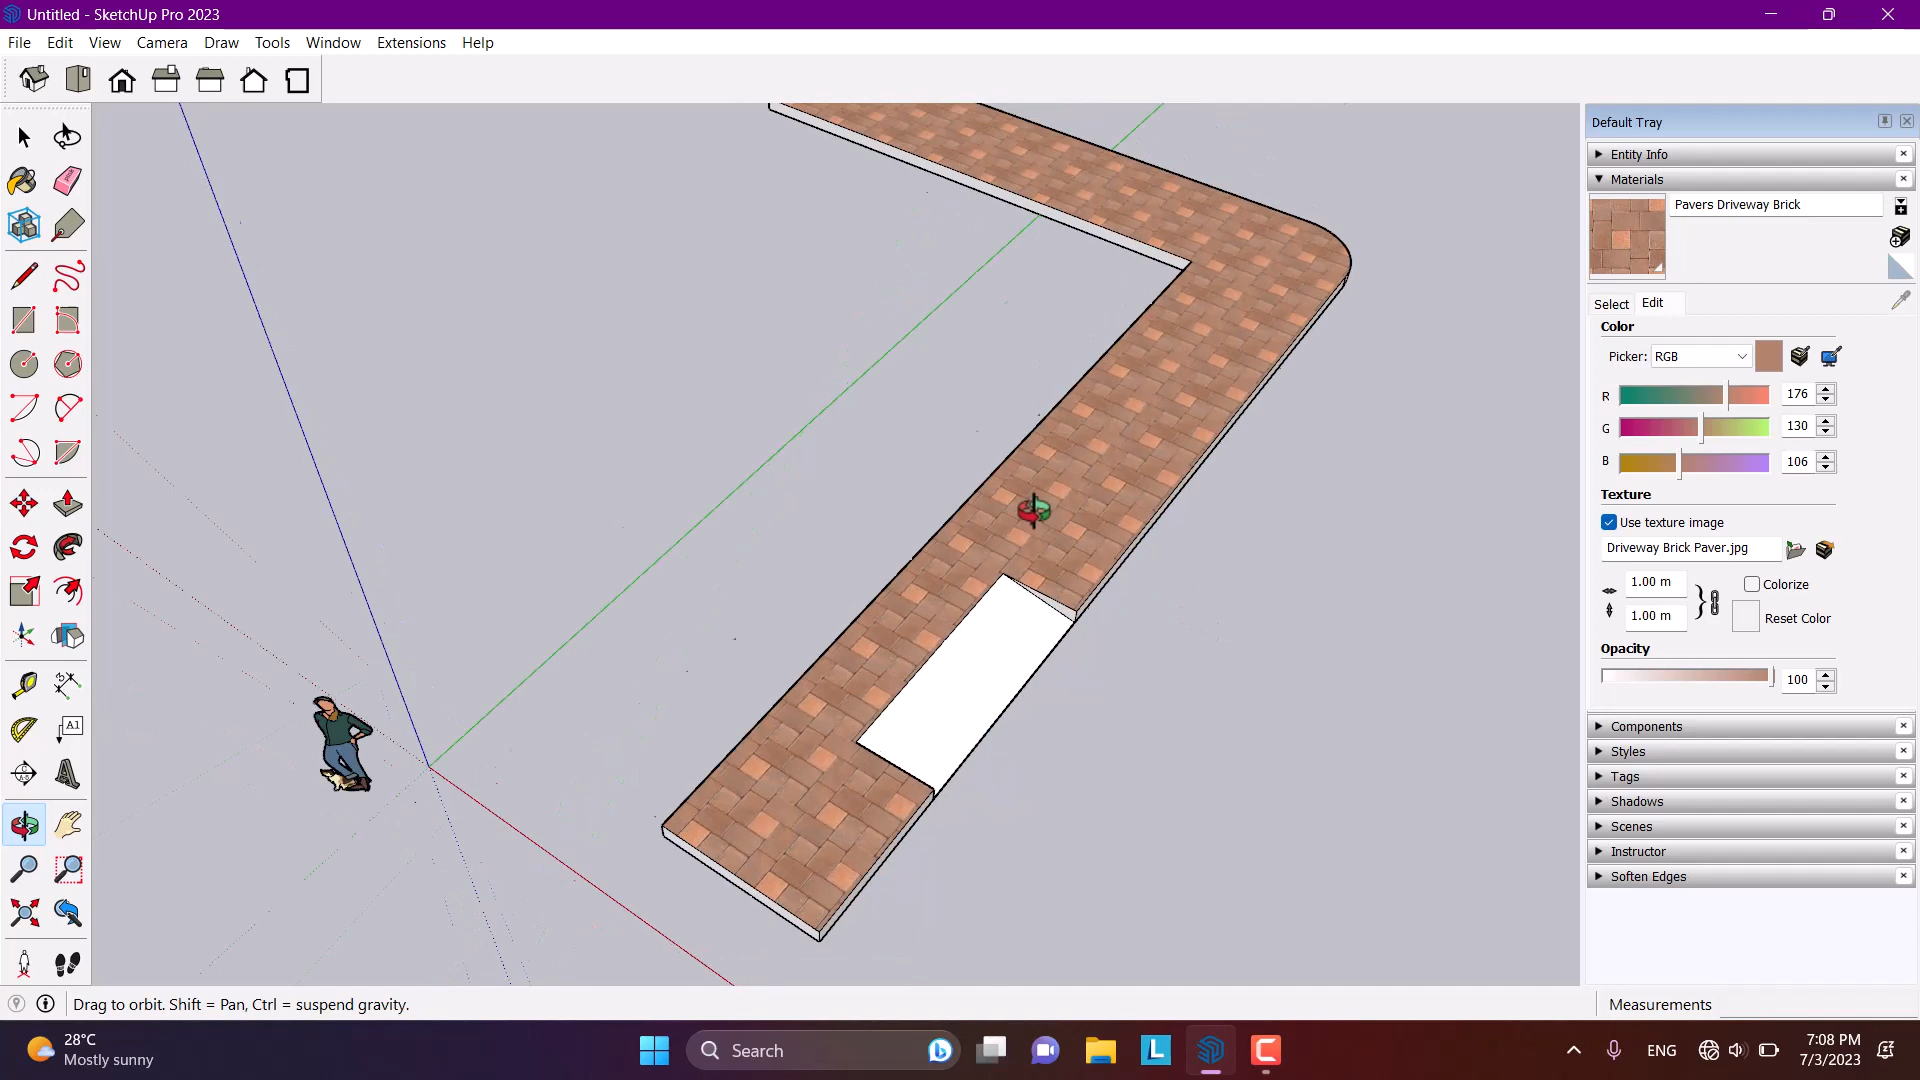 Untitled - SketchUp Pro 2023
File Edit View Camera Draw Tools Window Extensions Help
Default Tray
Entity Info
Materials
Pavers Driveway Brick
Select Edit
Color
Picker: RGB
R 176
G 130
B 106
Texture
Use texture image
Driveway Brick Paver.jpg
1.00 m
Colorize
1.00 m
Reset Color
Opacity
100
Components
Styles
Tags
Shadows
Scenes
Instructor
Soften Edges
A1
Drag to orbit. Shift = Pan, Ctrl = suspend gravity.
Measurements
28°C
Mostly sunny
Search
L
C
ENG
7:08 PM
7/3/2023